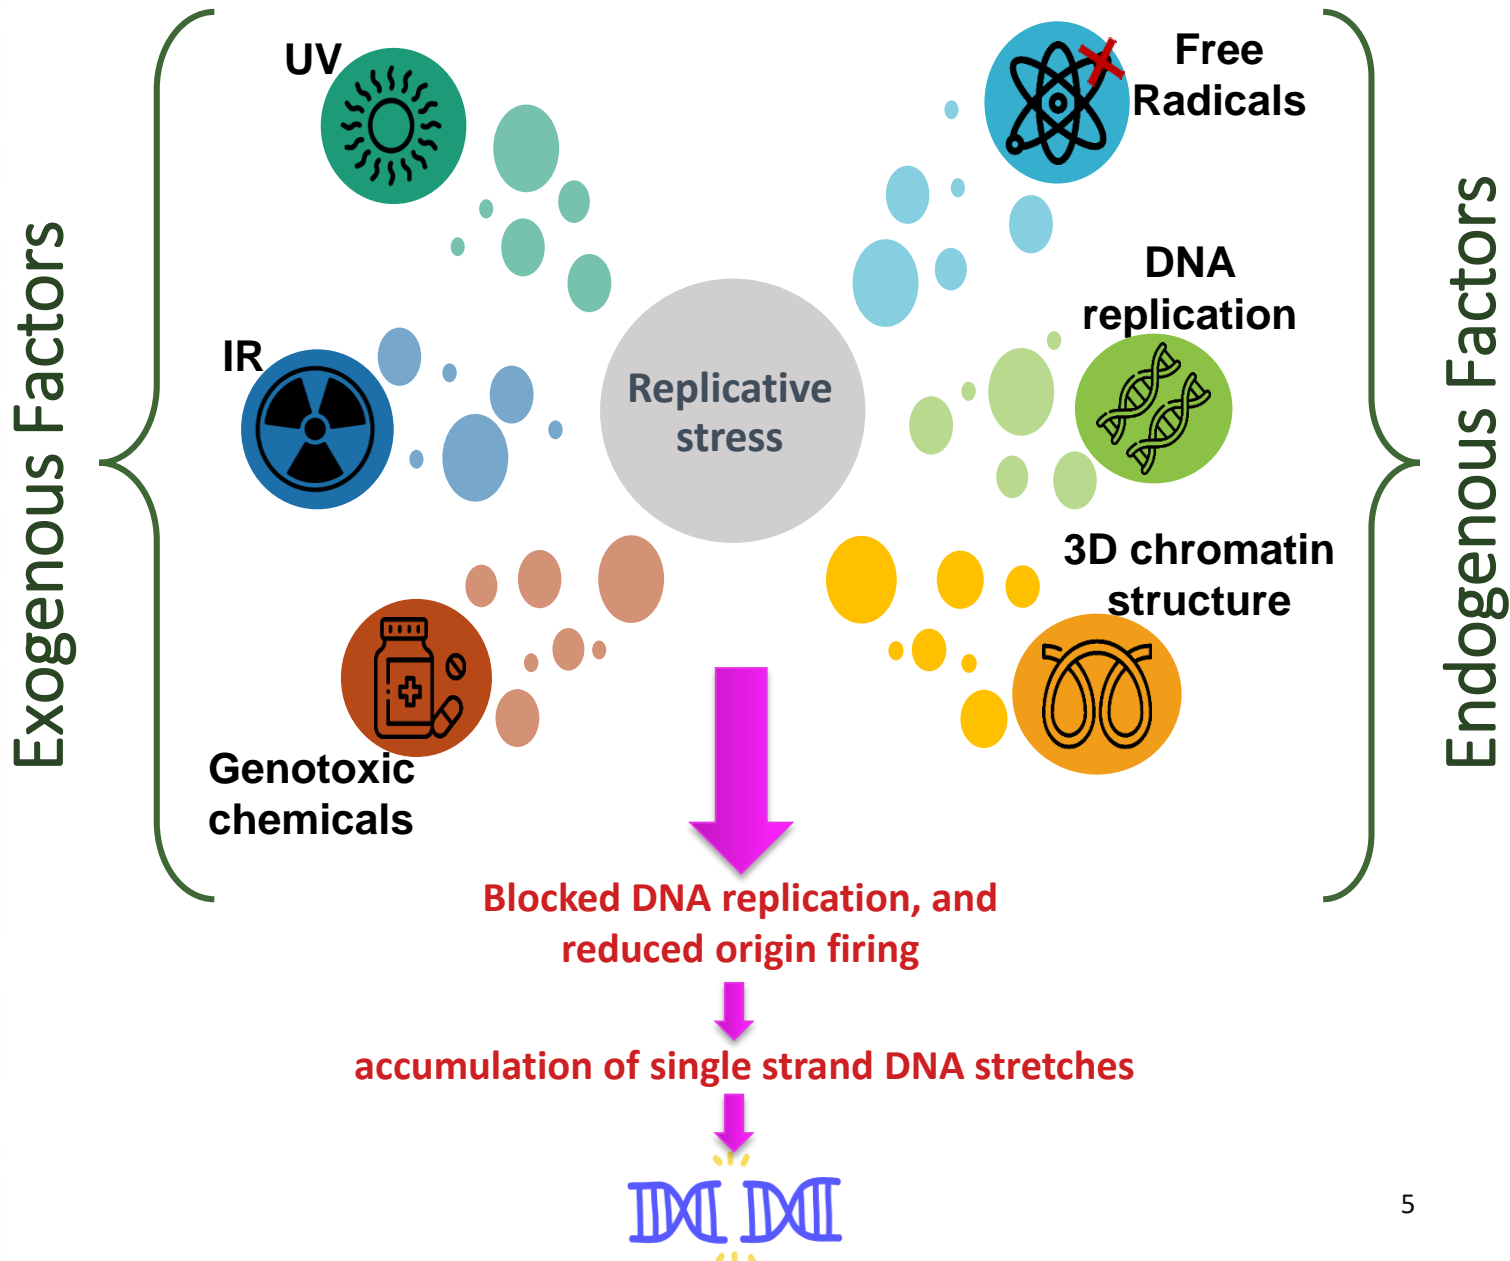 Exogenous Factors
UV
IR
Genotoxic
chemicals
Replicative
stress
Free
Radicals
DNA
replication
3D chromatin
structure
Endogenous Factors
Blocked DNA replication, and
reduced origin firing
accumulation of single strand DNA stretches
5